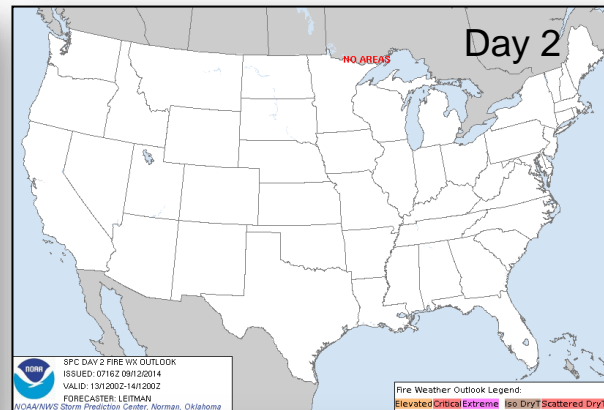 Day 2
NO AREAS
NOAA
SPC DAY 2 FIRE WX OUTLOOK
ISSUED: 0716Z 09/12/2014
VALID: 13/1200Z-14/1200Z
FORECASTER: LEITMAN
NOAA/NWS Storm Prediction Center, Norman, Oklahoma
Fire Weather Outlook Legend:
Elevated Critical Extreme Iso DryT Scattered DryT